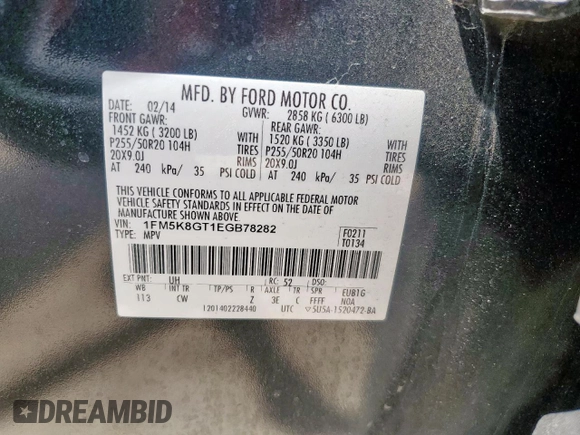 MFD. BY FORD MOTOR CO.
DATE: 02/14 GVWR: 2858 KG ( 6300 LB)
FRONT GAWR: REAR GAWR:
1452 KG ( 3200 LB) WITH 1520 KG ( 3350 LB) WITH
P255/50R20 104H TIRES P255/50R20 104H TIRES
20X9.0J RIMS 20X9.0J RIMS
AT 240 kPa/ 35 PSI COLD AT 240 kPa/ 35 PSI COLD
THIS VEHICLE CONFORMS TO ALL APPLICABLE FEDERAL MOTOR
VEHICLE SAFETY STANDARDS IN EFFECT ON THE DATE OF
MANUFACTURE SHOWN ABOVE.
VIN: 1FM5K8GT1EGB78282 F0211
TYPE: MPV T0134
EXT PNT: UH RC: 52 DSO:
WB INT TR TP/PS R AXLE TR SPR EUB1G
113 CW Z 3E C FFFF N0A
1201402228440 UTC 5U5A-1520472-BA
$DREAMBID